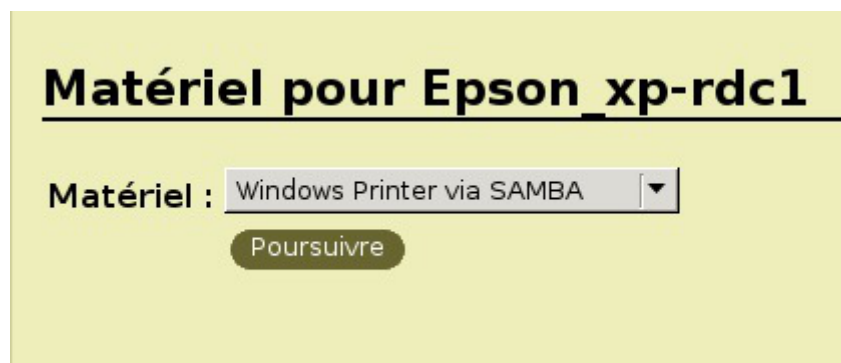 Matériel pour Epson_xp-rdc1
Matériel : Windows Printer via SAMBA
Poursuivre